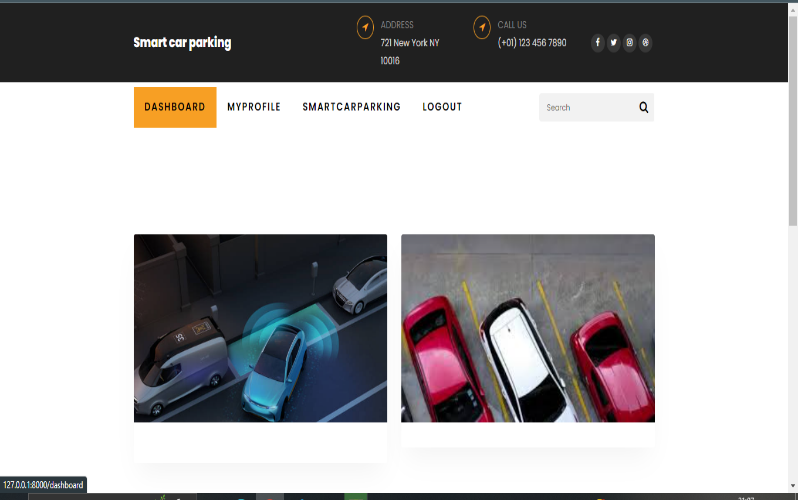 Smart car parking
ADDRESS
721 New York NY
10016
CALL US
(+01) 123 456 7890
DASHBOARD MYPROFILE SMARTCARPARKING LOGOUT
Search
127.0.0.1:8000/dashboard